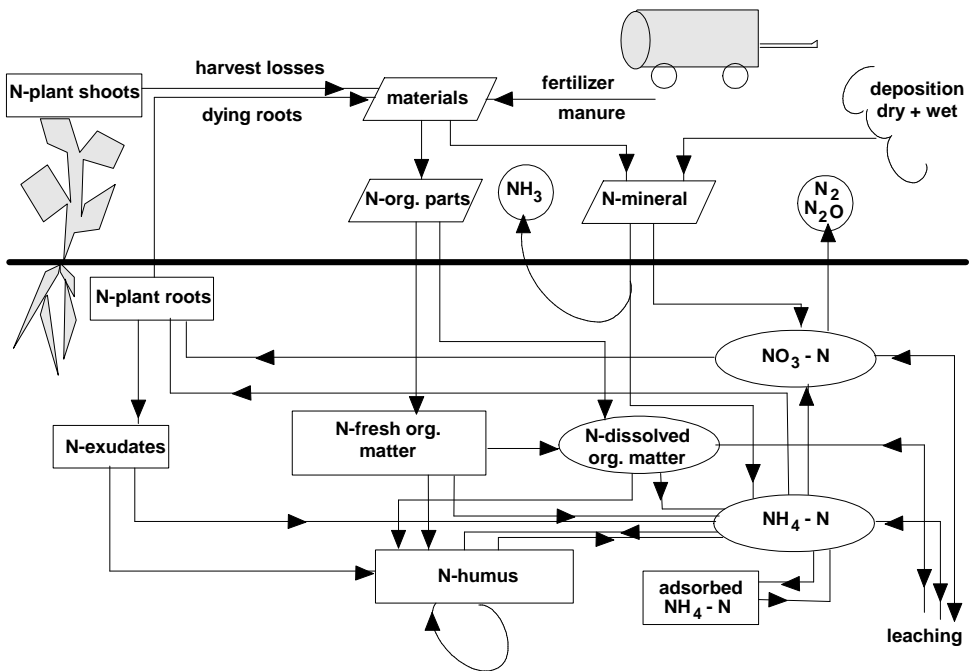 harvest losses
N-plant shoots
materials
fertilizer
dying roots
manure
deposition
dry + wet
N-org. parts
NH₃
N-mineral
N₂
N₂O
N-plant roots
NO₃ - N
N-fresh org.
matter
N-dissolved
org. matter
N-exudates
NH₄ - N
N-humus
adsorbed
NH₄ - N
leaching